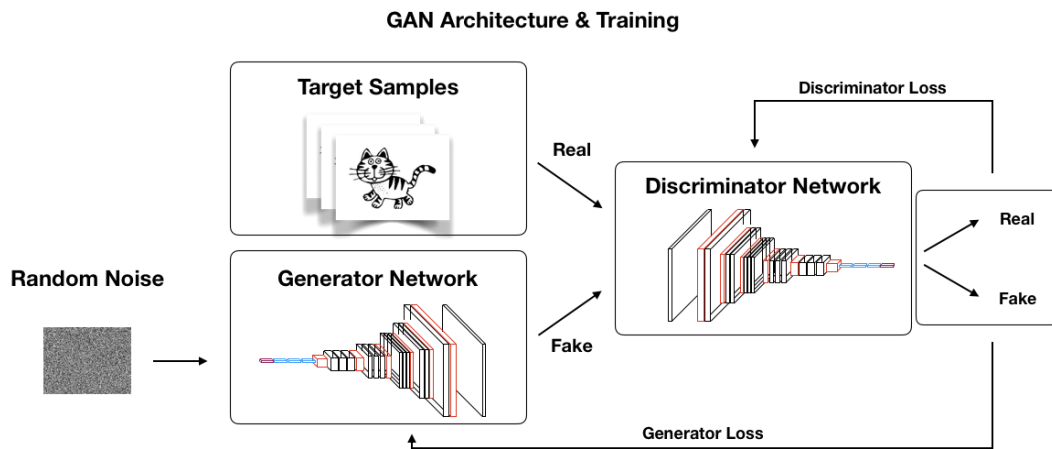 GAN Architecture & Training
Target Samples
Discriminator Loss
Real
Discriminator Network
Real
Random Noise
Generator Network
Fake
Fake
Generator Loss